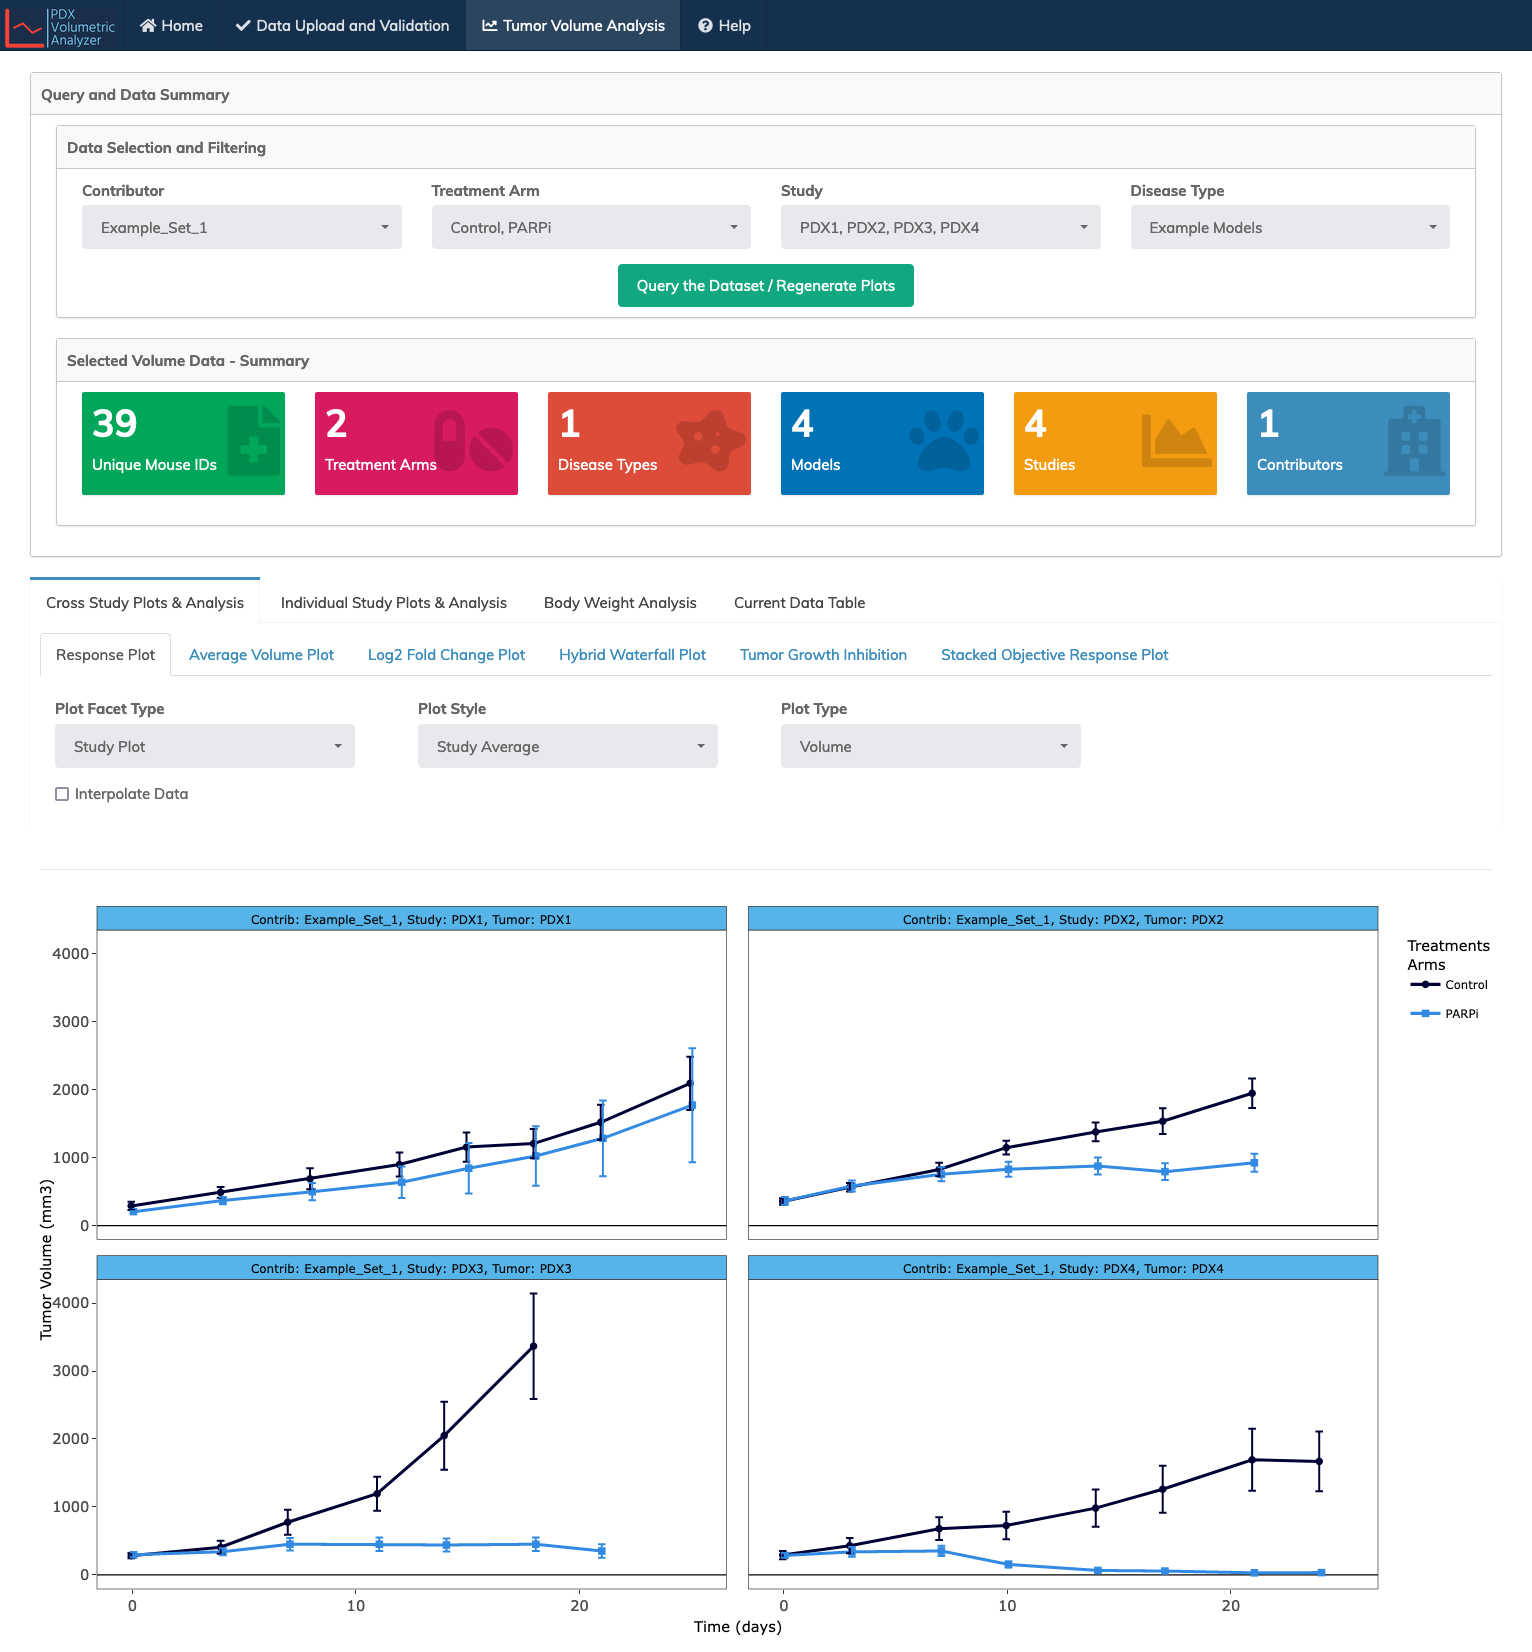 PDX
Volumetric
Analyzer
Home
Data Upload and Validation
Tumor Volume Analysis
Help
Query and Data Summary
Data Selection and Filtering
Contributor
Treatment Arm
Study
Disease Type
Example_Set_1
Control, PARPi
PDX1, PDX2, PDX3, PDX4
Example Models
Query the Dataset / Regenerate Plots
Selected Volume Data - Summary
39
Unique Mouse IDs
2
Treatment Arms
1
Disease Types
4
Models
4
Studies
1
Contributors
Cross Study Plots & Analysis
Individual Study Plots & Analysis
Body Weight Analysis
Current Data Table
Response Plot
Average Volume Plot
Log2 Fold Change Plot
Hybrid Waterfall Plot
Tumor Growth Inhibition
Stacked Objective Response Plot
Plot Facet Type
Plot Style
Plot Type
Study Plot
Study Average
Volume
Interpolate Data
Contrib: Example_Set_1, Study: PDX1, Tumor: PDX1
Contrib: Example_Set_1, Study: PDX2, Tumor: PDX2
4000
3000
2000
1000
0
Treatments
Arms
Control
PARPi
Tumor Volume (mm3)
Contrib: Example_Set_1, Study: PDX3, Tumor: PDX3
Contrib: Example_Set_1, Study: PDX4, Tumor: PDX4
4000
3000
2000
1000
0
0
10
20
0
10
20
Time (days)